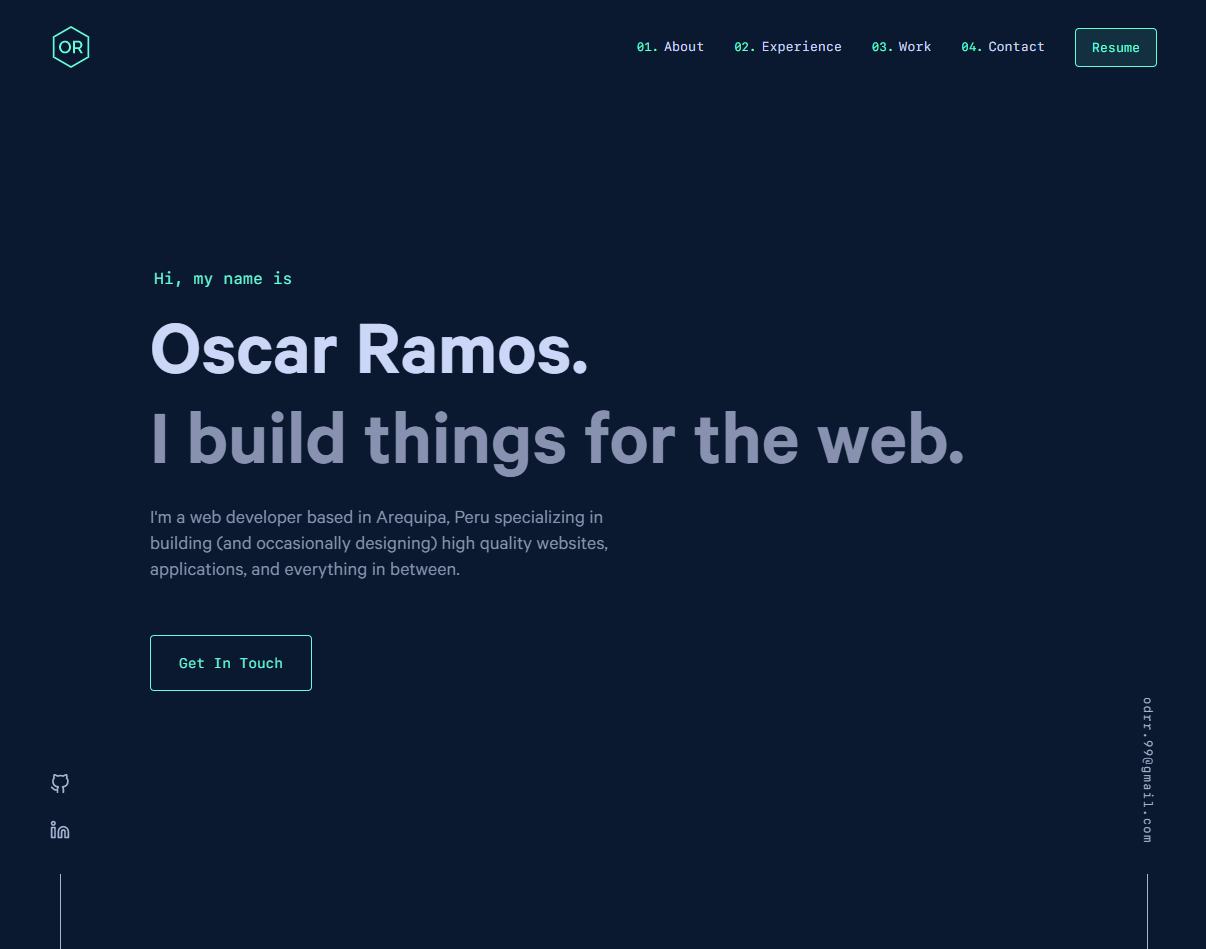 OR
01. About 02. Experience 03. Work 04. Contact Resume
Hi, my name is
Oscar Ramos.
I build things for the web.
I'm a web developer based in Arequipa, Peru specializing in
building (and occasionally designing) high quality websites,
applications, and everything in between.
Get In Touch
odrr.99@gmail.com
in